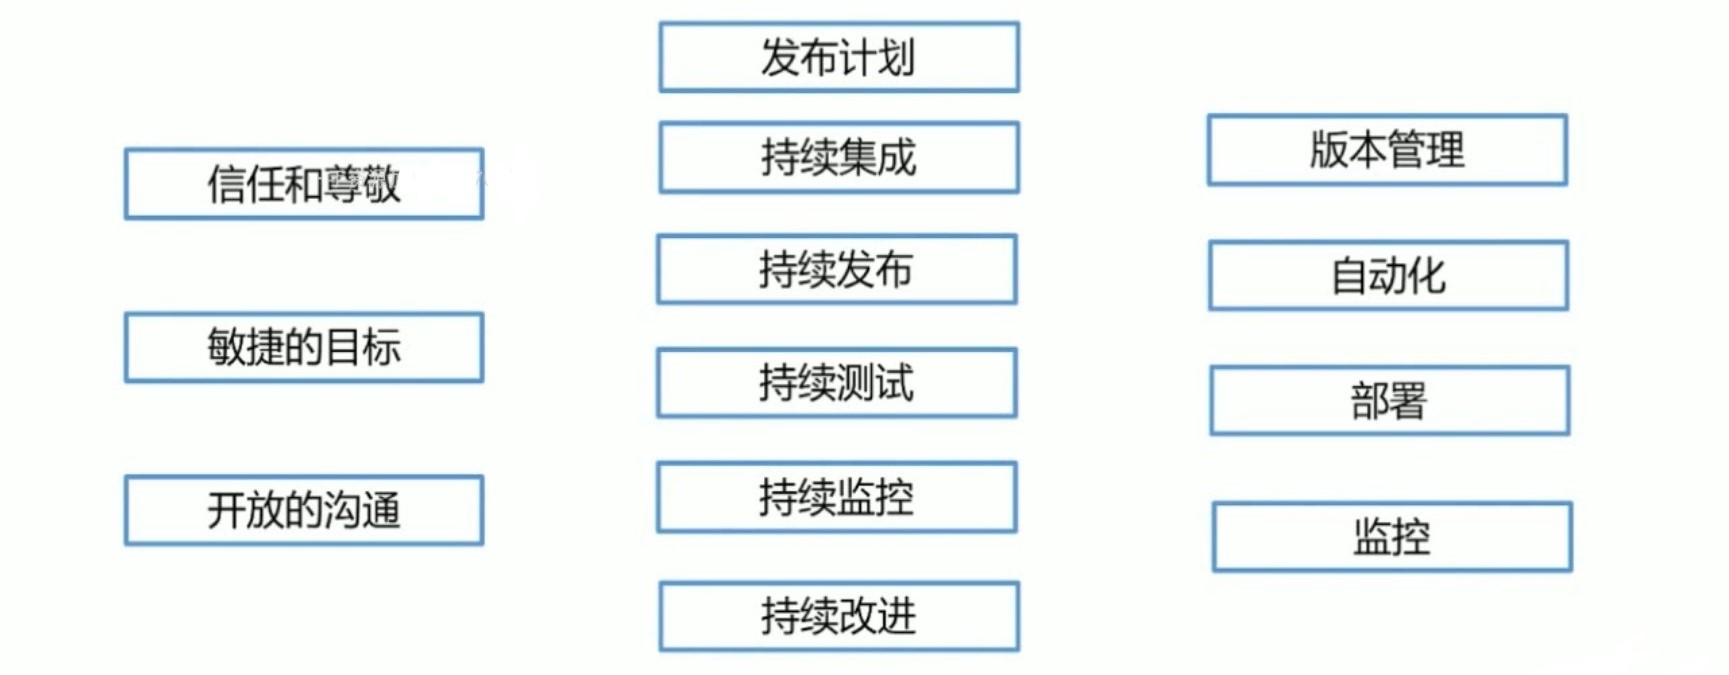 信任和尊敬
敏捷的目标
开放的沟通
发布计划
持续集成
持续发布
持续测试
持续监控
持续改进
版本管理
自动化
部署
监控